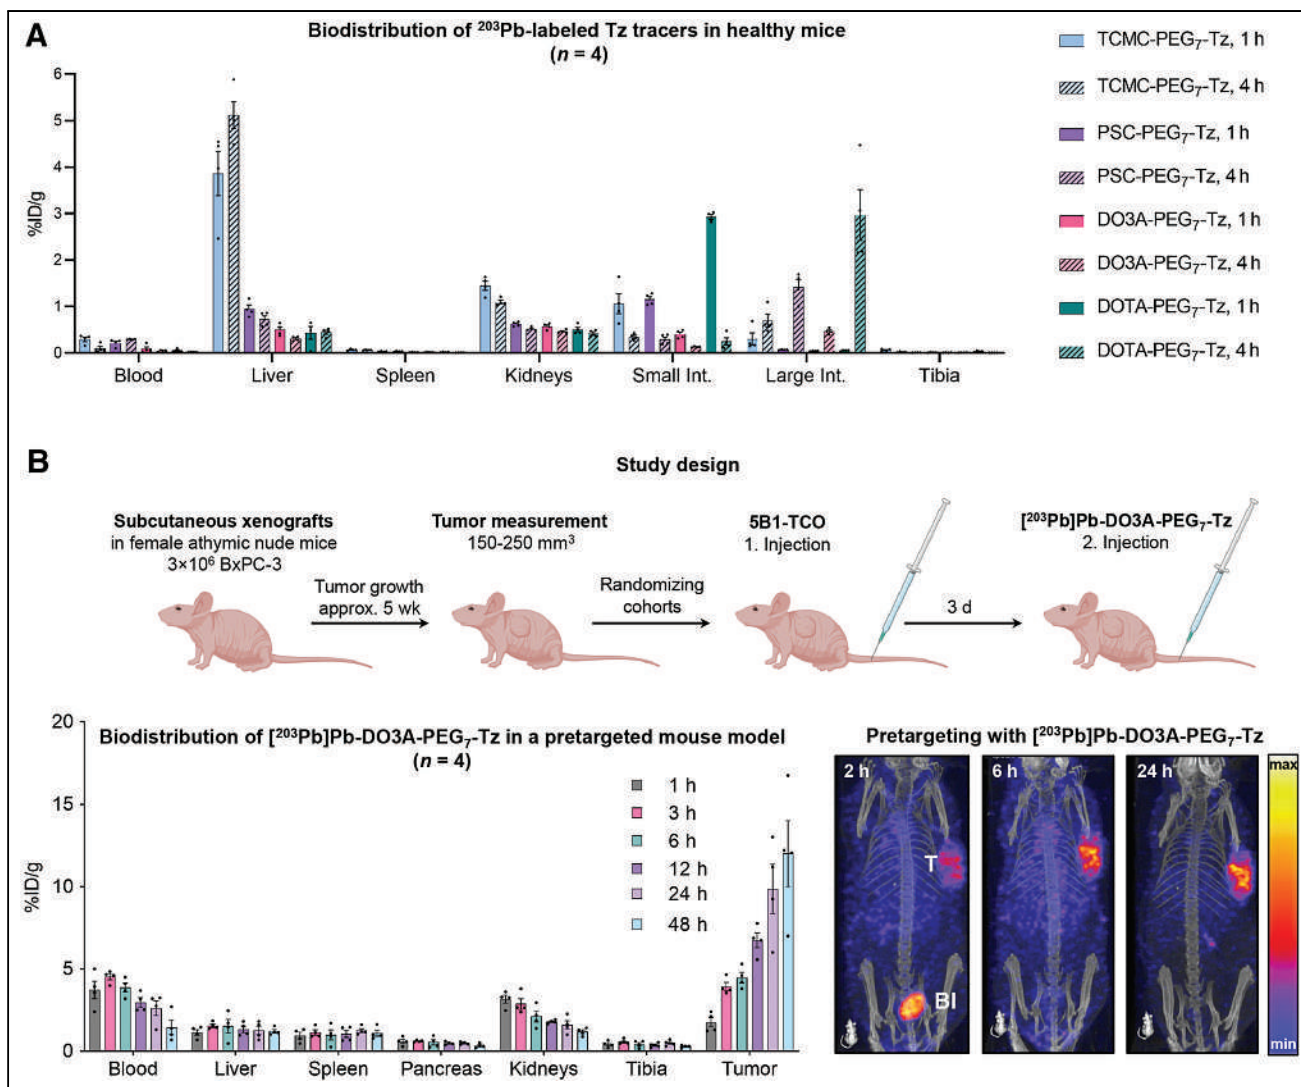 A
Biodistribution of ²⁰³Pb-labeled Tz tracers in healthy mice
(n = 4)
%ID/g
6
5
4
3
2
1
0
Blood Liver Spleen Kidneys Small Int. Large Int. Tibia
TCMC-PEG₇-Tz, 1 h
TCMC-PEG₇-Tz, 4 h
PSC-PEG₇-Tz, 1 h
PSC-PEG₇-Tz, 4 h
DO3A-PEG₇-Tz, 1 h
DO3A-PEG₇-Tz, 4 h
DOTA-PEG₇-Tz, 1 h
DOTA-PEG₇-Tz, 4 h
B
Study design
Subcutaneous xenografts
in female athymic nude mice
3×10⁶ BxPC-3
Tumor growth
approx. 5 wk
Tumor measurement
150-250 mm³
Randomizing
cohorts
5B1-TCO
1. Injection
3 d
[²⁰³Pb]Pb-DO3A-PEG₇-Tz
2. Injection
Biodistribution of [²⁰³Pb]Pb-DO3A-PEG₇-Tz in a pretargeted mouse model
(n = 4)
%ID/g
20
15
10
5
0
1 h
3 h
6 h
12 h
24 h
48 h
Blood Liver Spleen Pancreas Kidneys Tibia Tumor
Pretargeting with [²⁰³Pb]Pb-DO3A-PEG₇-Tz
2 h
6 h
24 h
T
Bl
max
min